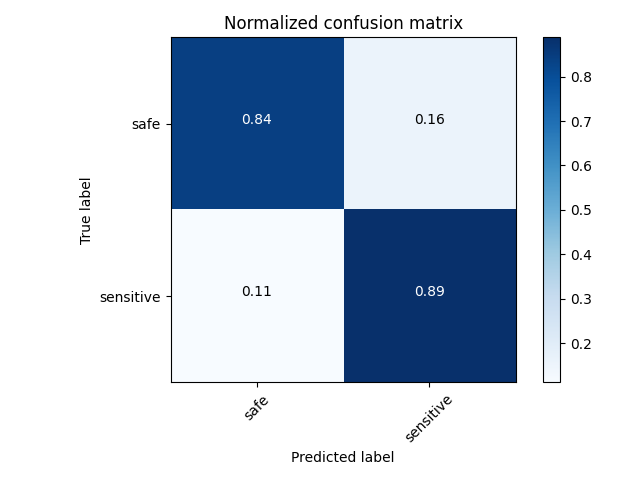 Normalized confusion matrix
safe
0.84
0.16
0.8
0.7
0.6
0.5
0.4
0.3
0.2
True label
sensitive
0.11
0.89
safe
sensitive
Predicted label